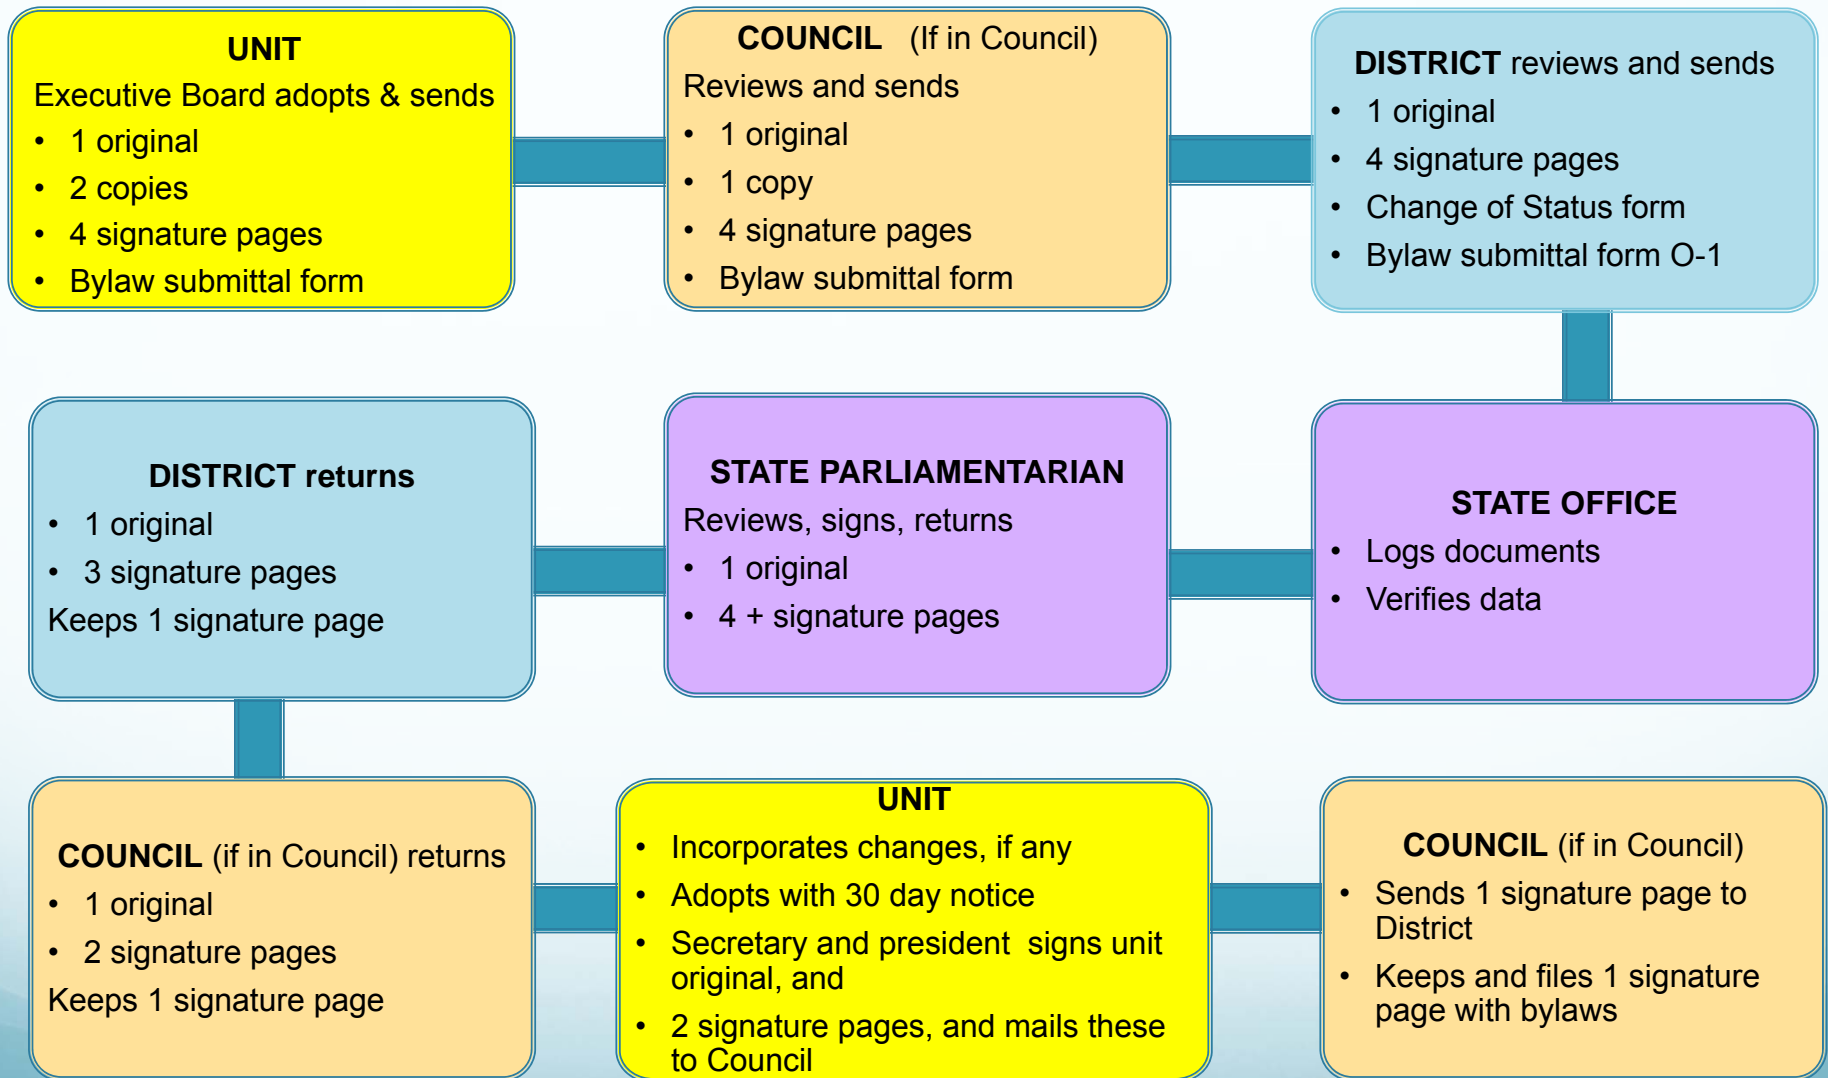 UNIT
Executive Board adopts & sends
• 1 original
• 2 copies
• 4 signature pages
• Bylaw submittal form
COUNCIL (If in Council)
Reviews and sends
• 1 original
• 1 copy
• 4 signature pages
• Bylaw submittal form
DISTRICT reviews and sends
• 1 original
• 4 signature pages
• Change of Status form
• Bylaw submittal form O-1
DISTRICT returns
• 1 original
• 3 signature pages
Keeps 1 signature page
STATE PARLIAMENTARIAN
Reviews, signs, returns
• 1 original
• 4 + signature pages
STATE OFFICE
• Logs documents
• Verifies data
COUNCIL (if in Council) returns
• 1 original
• 2 signature pages
Keeps 1 signature page
UNIT
• Incorporates changes, if any
• Adopts with 30 day notice
• Secretary and president signs unit
original, and
• 2 signature pages, and mails these
to Council
COUNCIL (if in Council)
• Sends 1 signature page to
District
• Keeps and files 1 signature
page with bylaws